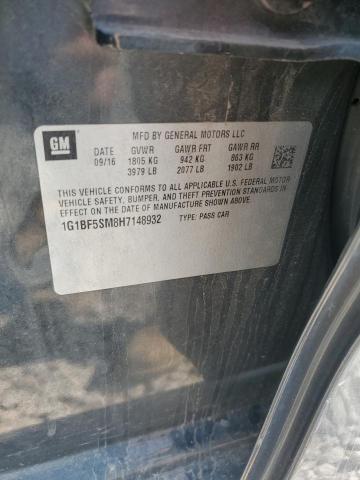 GM
MFD BY GENERAL MOTORS LLC
DATE GVWR GAWR FRT GAWR RR
09/16 1805 KG 942 KG 863 KG
3979 LB 2077 LB 1902 LB
THIS VEHICLE CONFORMS TO ALL APPLICABLE U.S. FEDERAL MOTOR
VEHICLE SAFETY, BUMPER, AND THEFT PREVENTION STANDARDS
IN EFFECT ON THE DATE OF MANUFACTURE SHOWN ABOVE.
1G1BF5SM8H7148932 TYPE: PASS CAR